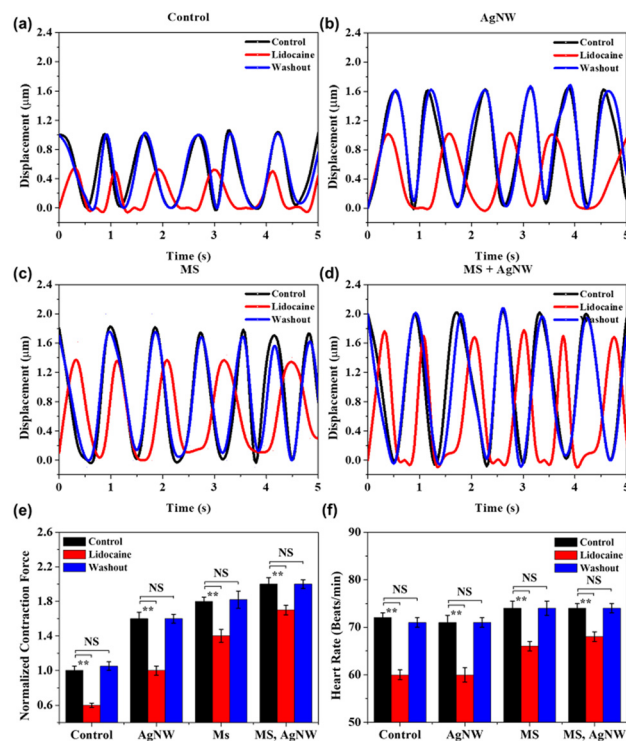 (a) Control
2.4
2.0
1.6
1.2
0.8
0.4
0.0
Displacement (μm)
Control
Lidocaine
Washout
0 1 2 3 4 5
Time (s)
(b) AgNW
2.4
2.0
1.6
1.2
0.8
0.4
0.0
Displacement (μm)
Control
Lidocaine
Washout
0 1 2 3 4 5
Time (s)
(c) MS
2.4
2.0
1.6
1.2
0.8
0.4
0.0
Displacement (μm)
Control
Lidocaine
Washout
0 1 2 3 4 5
Time (s)
(d) MS + AgNW
2.4
2.0
1.6
1.2
0.8
0.4
0.0
Displacement (μm)
Control
Lidocaine
Washout
0 1 2 3 4 5
Time (s)
(e)
2.6
2.2
1.8
1.4
1.0
0.6
Normalized Contraction Force
Control
Lidocaine
Washout
NS
**
NS
**
NS
**
NS
**
Control AgNW Ms MS, AgNW
(f)
90
80
70
60
50
Heart Rate (Beats/min)
Control
Lidocaine
Washout
NS
**
NS
**
NS
**
NS
**
Control AgNW MS MS, AgNW